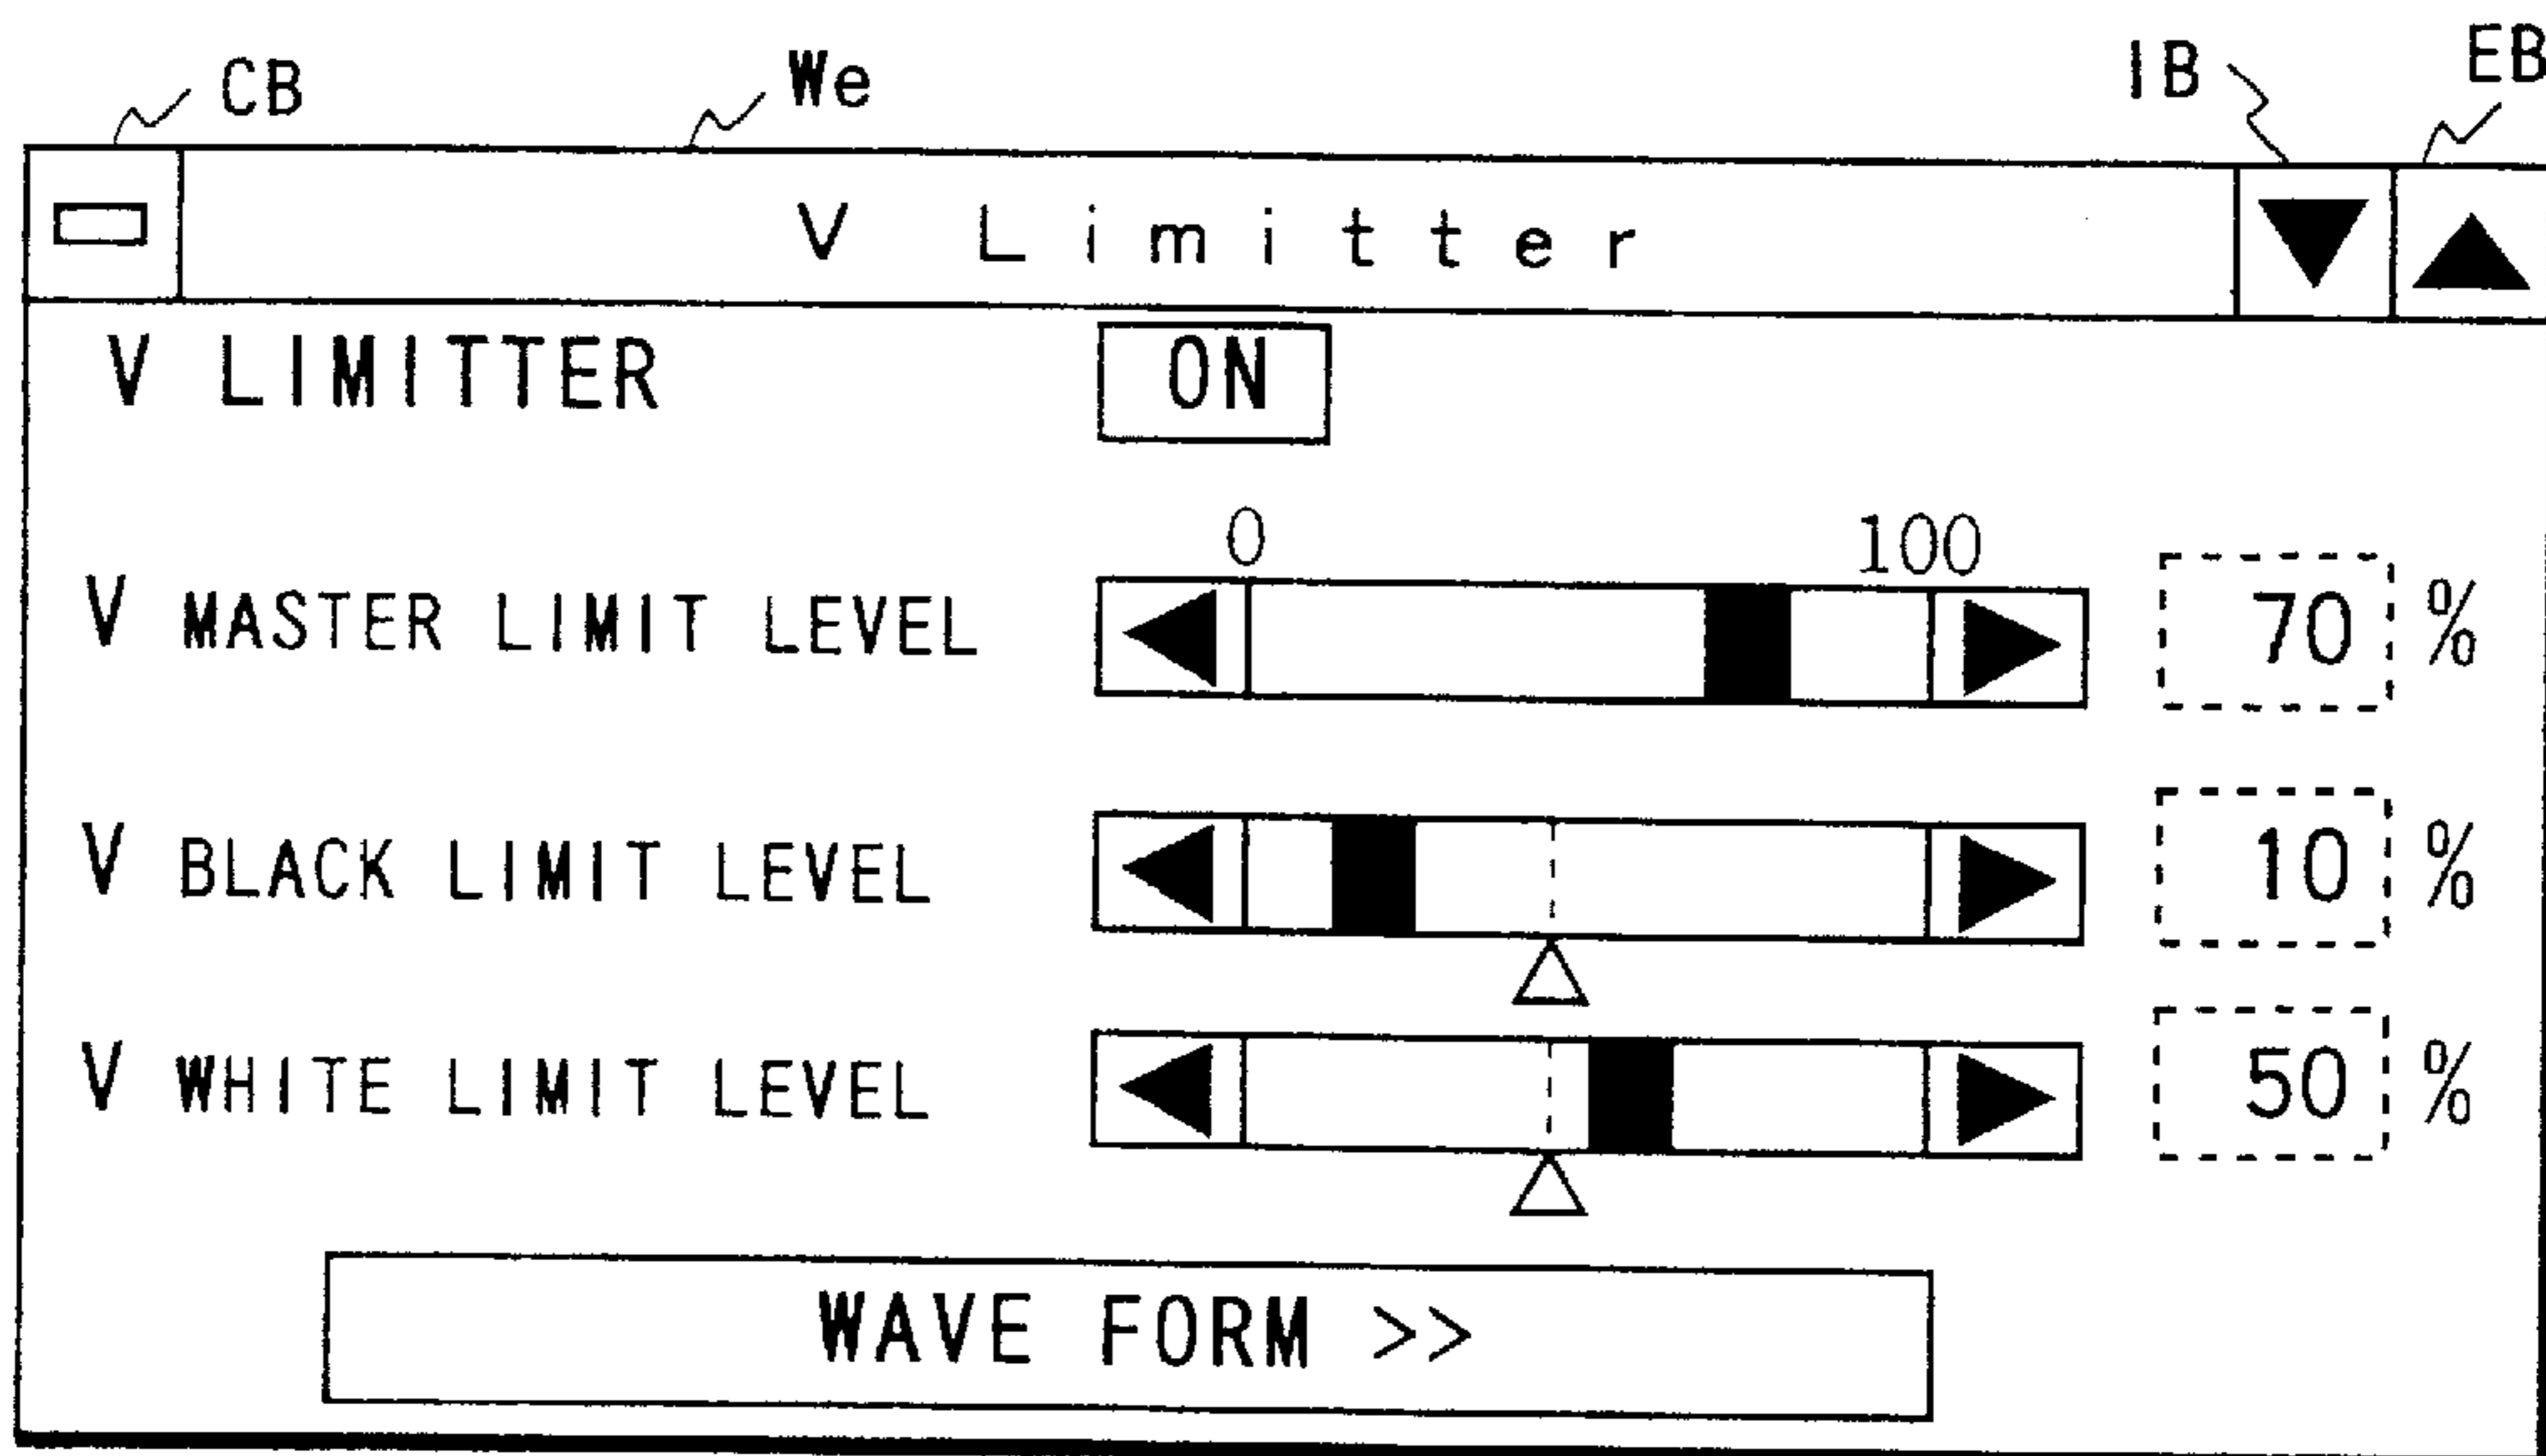 CB We IB EB
V Limitter
V LIMITTER ON
0 100
V MASTER LIMIT LEVEL 70 %
V BLACK LIMIT LEVEL 10 %
V WHITE LIMIT LEVEL 50 %
WAVE FORM >>